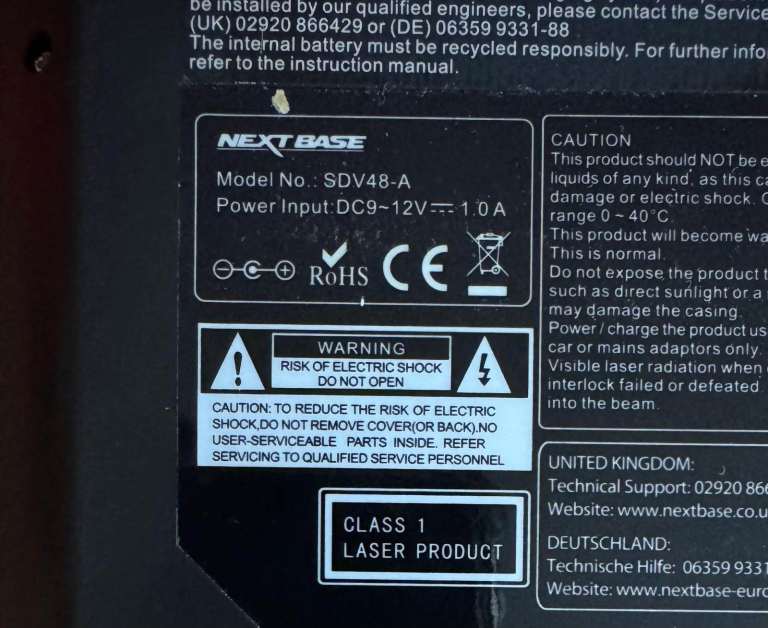 be installed by our qualified engineers, please contact the Service
(UK) 02920 866429 or (DE) 06359 9331-88
The internal battery must be recycled responsibly. For further info
refer to the instruction manual.
NEXTBASE
Model No.: SDV48-A
Power Input:DC9~12V⎓1.0A
RoHS CE
WARNING
RISK OF ELECTRIC SHOCK
DO NOT OPEN
CAUTION: TO REDUCE THE RISK OF ELECTRIC
SHOCK,DO NOT REMOVE COVER(OR BACK).NO
USER-SERVICEABLE PARTS INSIDE. REFER
SERVICING TO QUALIFIED SERVICE PERSONNEL
CLASS 1
LASER PRODUCT
CAUTION
This product should NOT be e
liquids of any kind, as this ca
damage or electric shock.
range 0 ~ 40°C.
This product will become wa
This is normal.
Do not expose the product t
such as direct sunlight or a
may damage the casing.
Power / charge the product us
car or mains adaptors only.
Visible laser radiation when
interlock failed or defeated.
into the beam.
UNITED KINGDOM:
Technical Support: 02920 866
Website: www.nextbase.co.u
DEUTSCHLAND:
Technische Hilfe: 06359 9331
Website: www.nextbase-euro